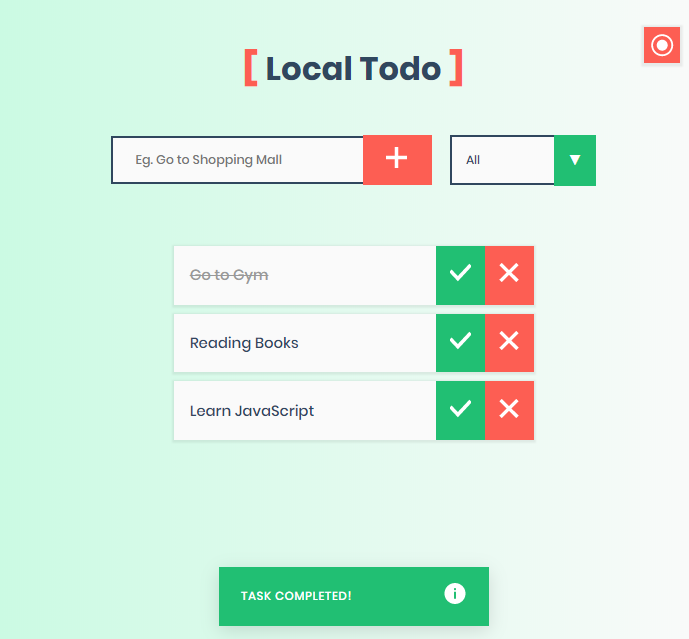 [ Local Todo ]
Eg. Go to Shopping Mall
All
Go to Gym
Reading Books
Learn JavaScript
TASK COMPLETED!